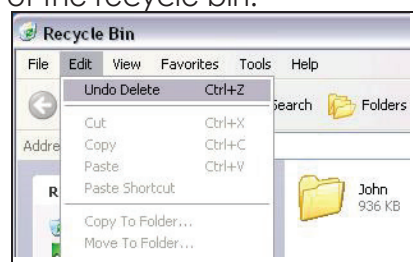 of the recycle bin.
Recycle Bin
File Edit View Favorites Tools Help
Undo Delete Ctrl+Z
Search Folders
Cut Ctrl+X
Copy Ctrl+C
Addre
Paste Ctrl+V
Paste Shortcut
R
John
936 KB
Copy To Folder...
Move To Folder...